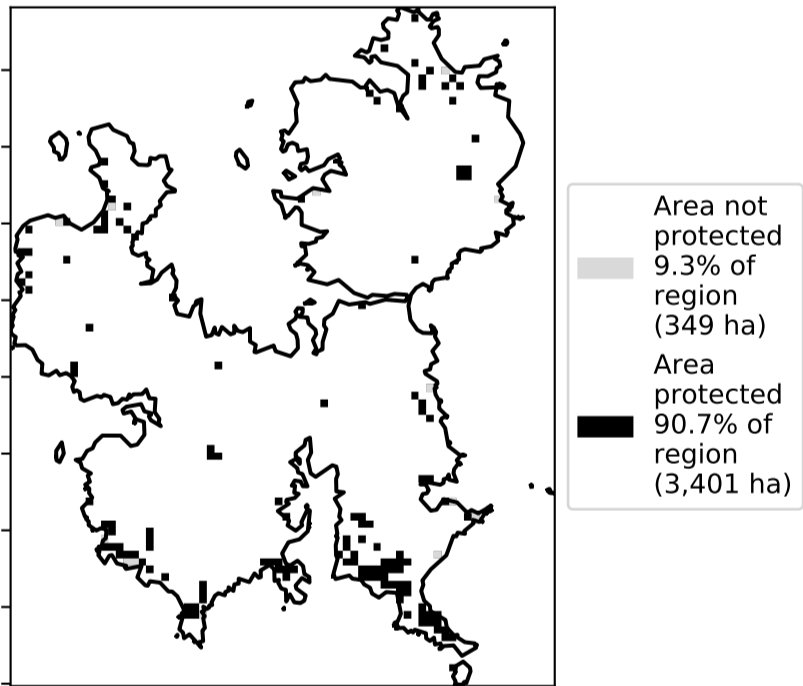 Area not
protected
9.3% of
region
(349 ha)
Area
protected
90.7% of
region
(3,401 ha)